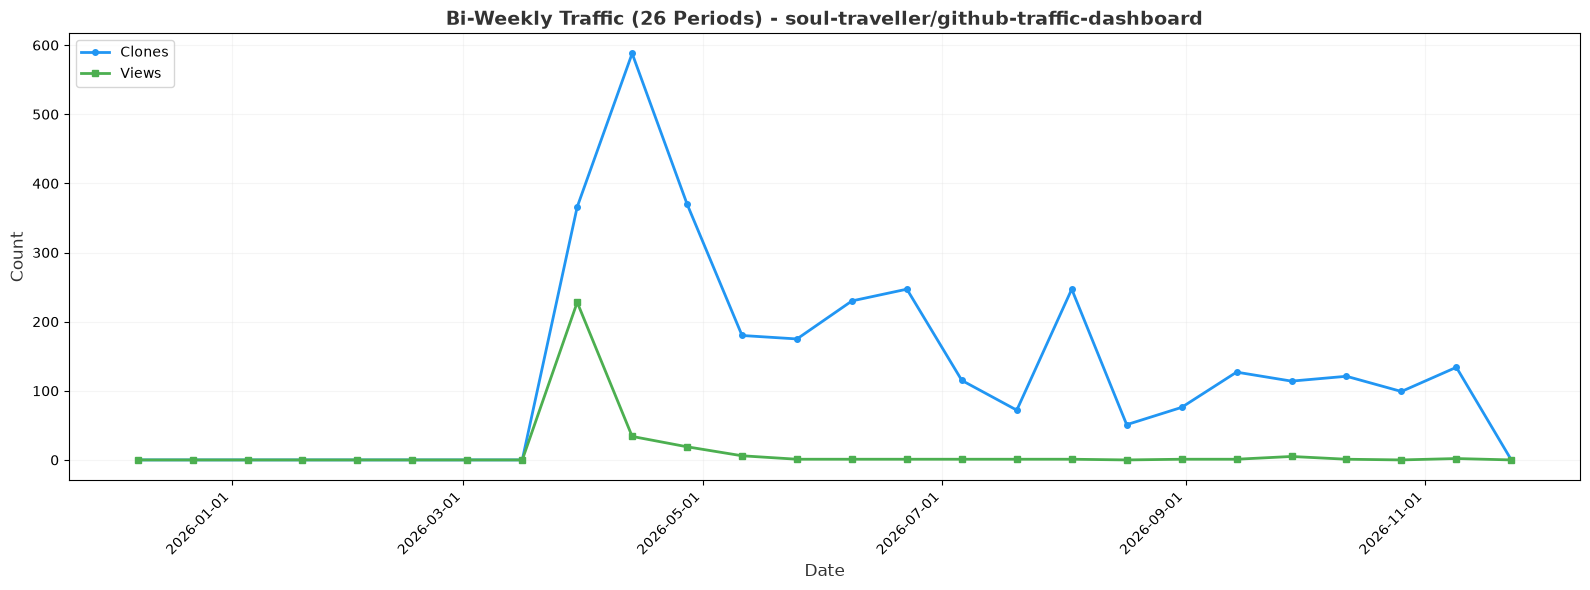 Bi-Weekly Traffic (26 Periods) - soul-traveller/github-traffic-dashboard
Clones
Views
Count
600
500
400
300
200
100
0
2026-01-01
2026-03-01
2026-05-01
2026-07-01
2026-09-01
2026-11-01
Date